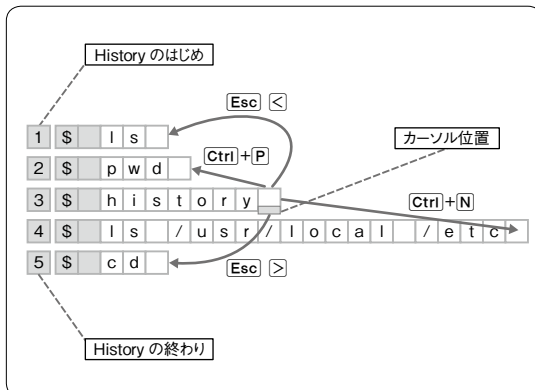 History のはじめ
Esc <
カーソル位置
1 $ ls
Ctrl+P
2 $ pwd
3 $ history
Ctrl+N
4 $ ls /usr/local /etc
5 $ cd
Esc >
History の終わり